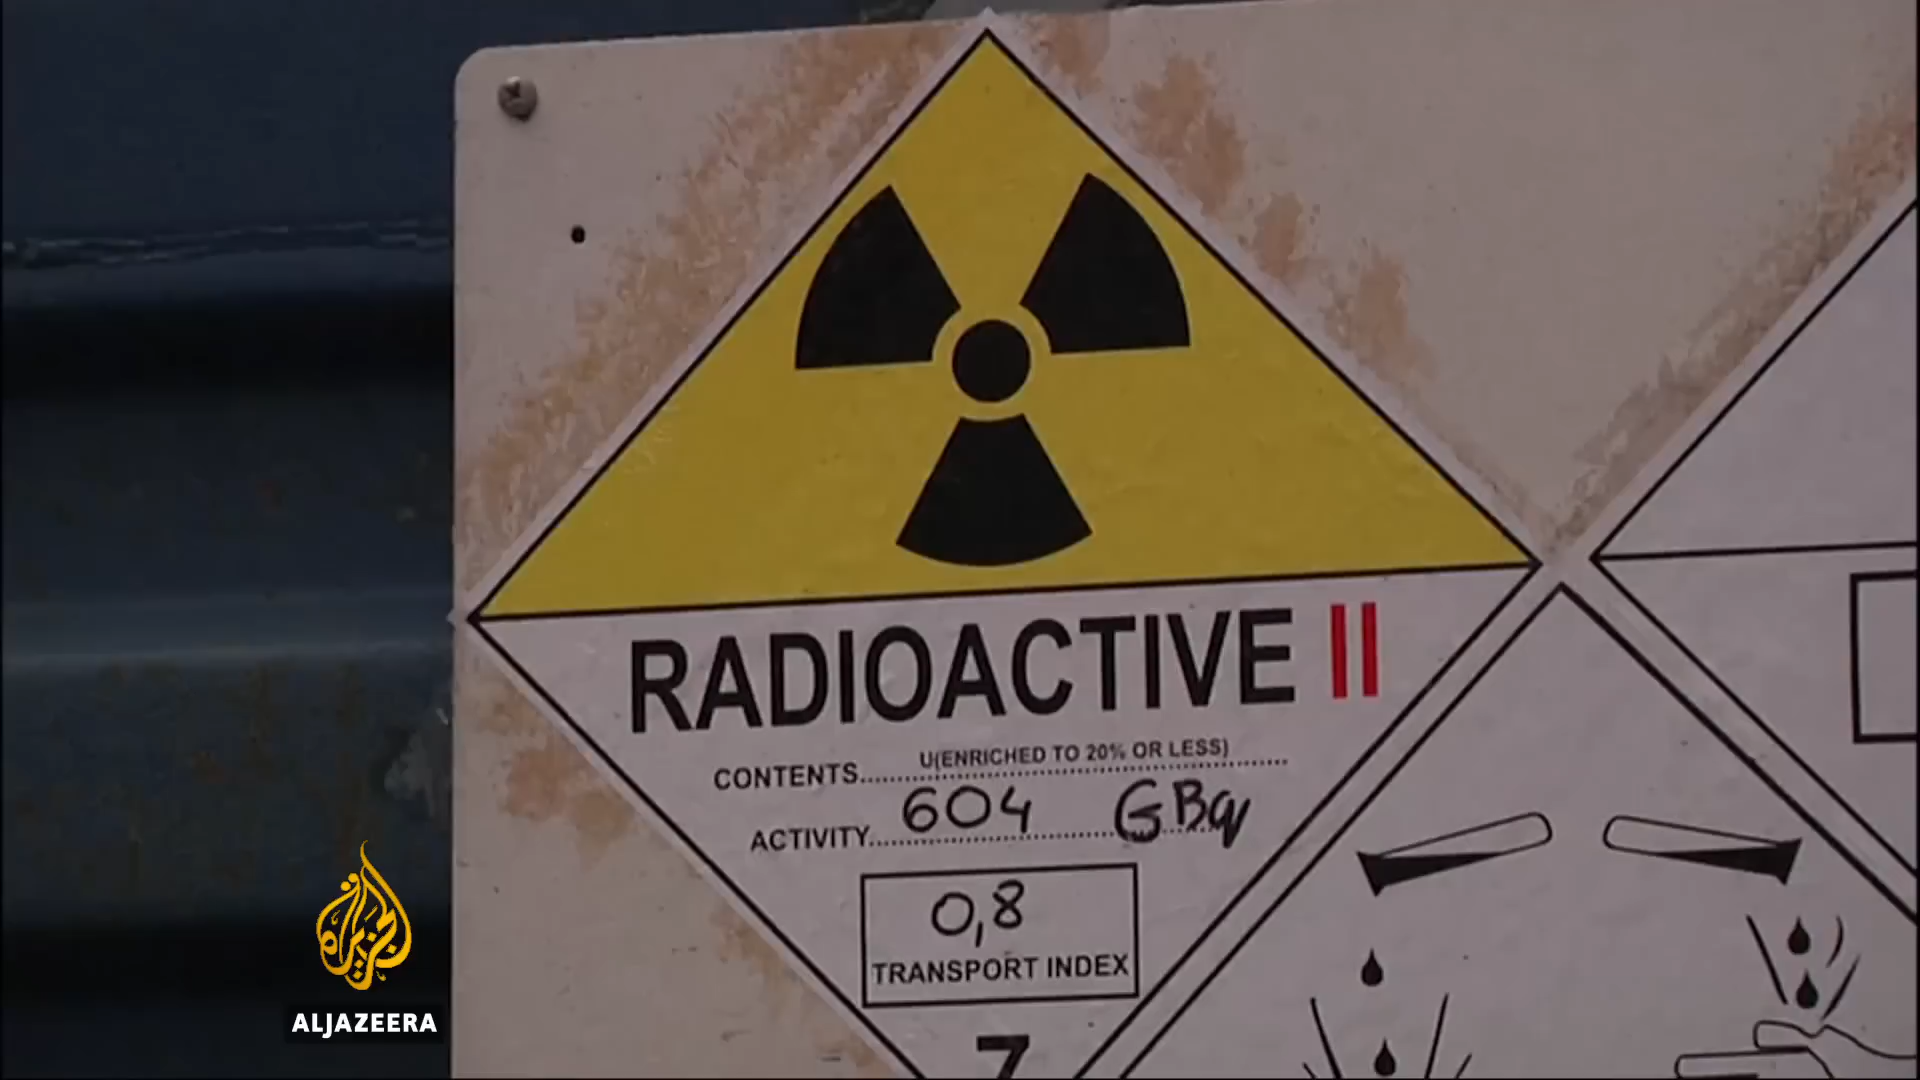 RADIOACTIVE II
CONTENTS.......U(ENRICHED TO 20% OR LESS)
ACTIVITY....604 GBq
0,8
TRANSPORT INDEX
7
الجزيرة
ALJAZEERA